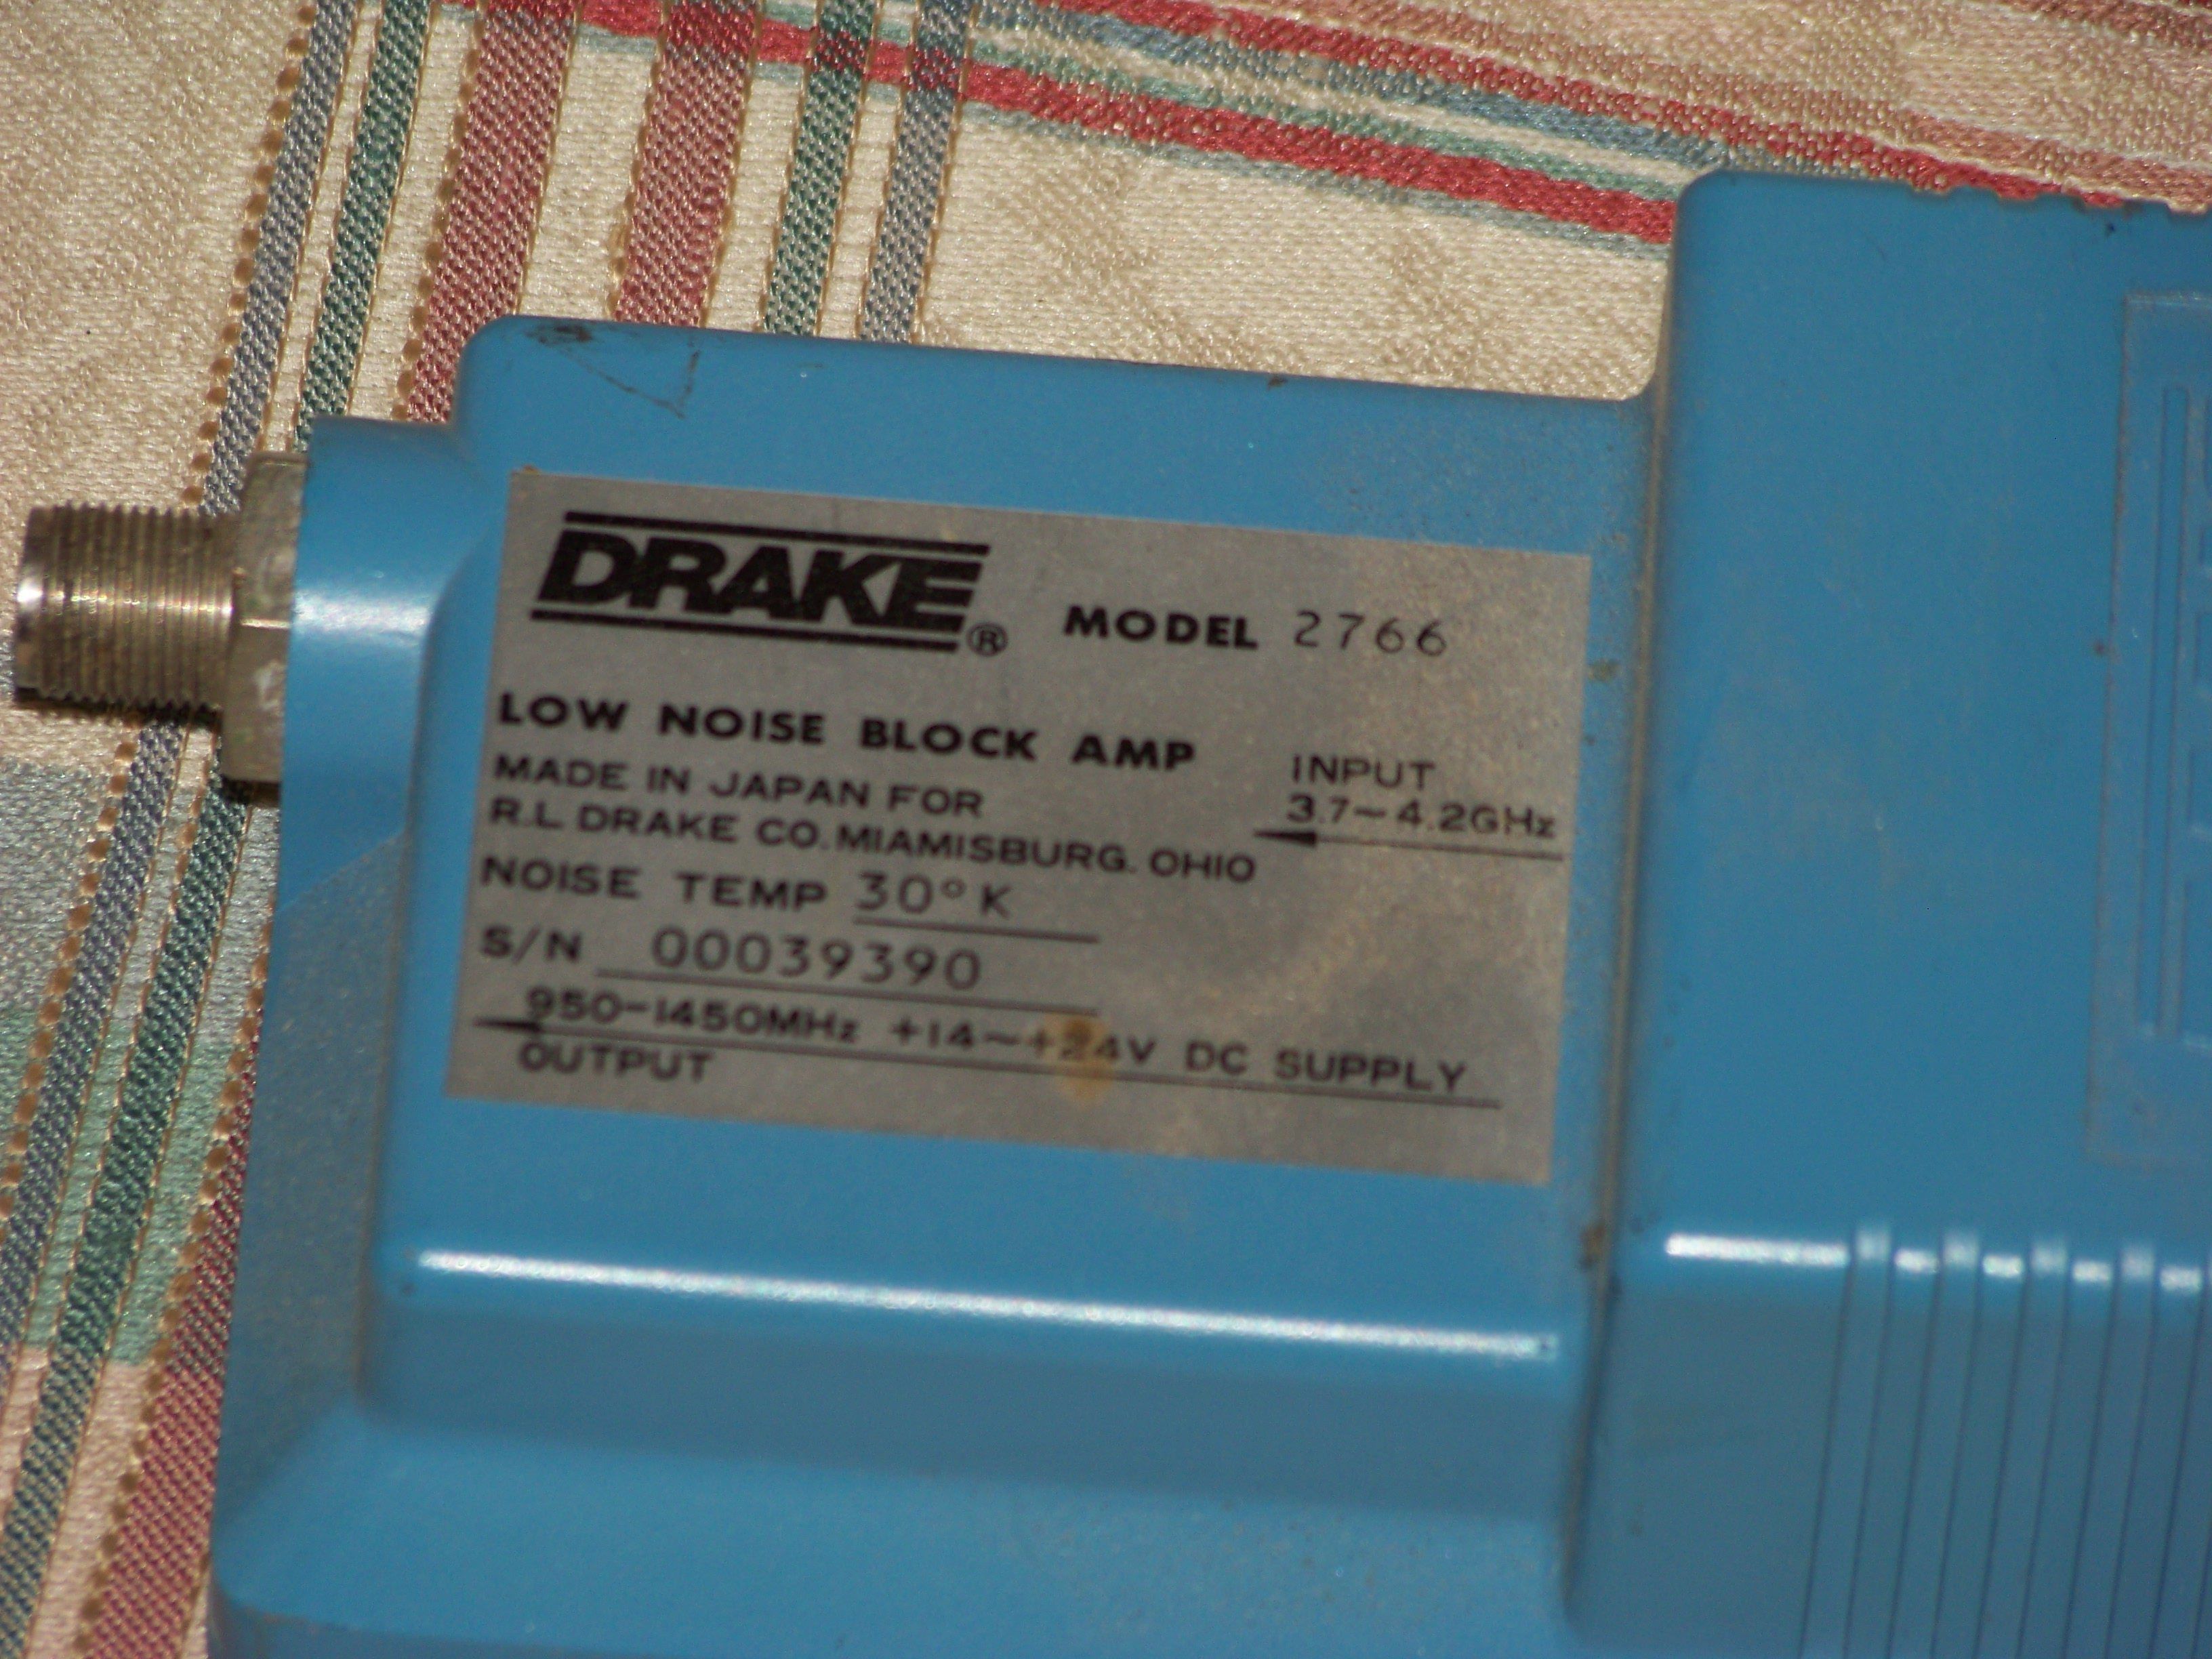 DRAKE® MODEL 2766
LOW NOISE BLOCK AMP
MADE IN JAPAN FOR
R.L DRAKE CO. MIAMISBURG. OHIO
INPUT
3.7~4.2GHz
NOISE TEMP 30°K
S/N 00039390
950-1450MHz +14~+24V DC SUPPLY
OUTPUT